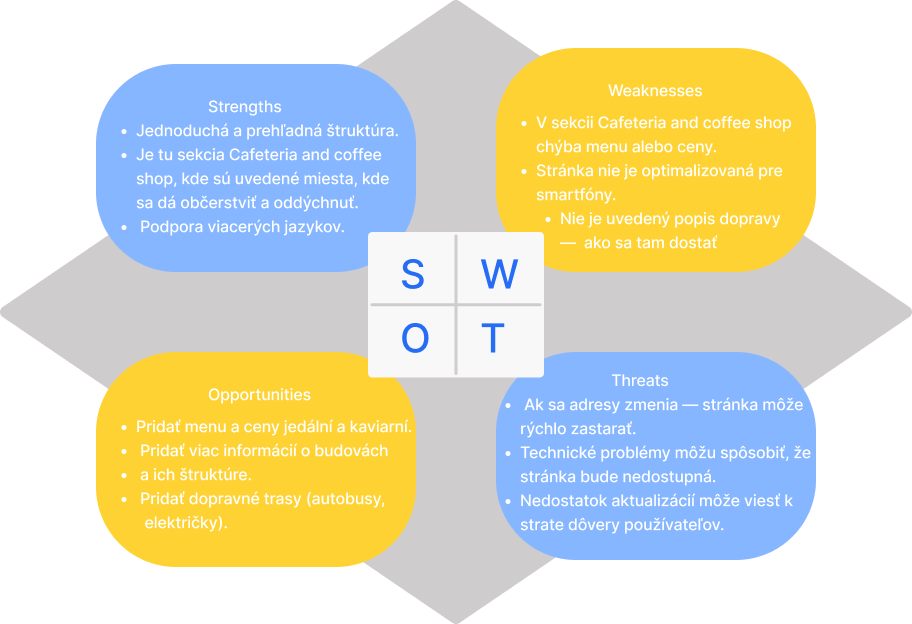 Strengths
• Jednoduchá a prehľadná štruktúra.
• Je tu sekcia Cafeteria and coffee
shop, kde sú uvedené miesta, kde
sa dá občerstviť a oddýchnuť.
• Podpora viacerých jazykov.
Weaknesses
• V sekcii Cafeteria and coffee shop
chýba menu alebo ceny.
• Stránka nie je optimalizovaná pre
smartfóny.
• Nie je uvedený popis dopravy
— ako sa tam dostať
S W
O T
Opportunities
• Pridať menu a ceny jedální a kaviarní.
• Pridať viac informácií o budovách
• a ich štruktúre.
• Pridať dopravné trasy (autobusy,
električky).
Threats
• Ak sa adresy zmenia — stránka môže
rýchlo zastarať.
• Technické problémy môžu spôsobiť, že
stránka bude nedostupná.
• Nedostatok aktualizácií môže viesť k
strate dôvery používateľov.